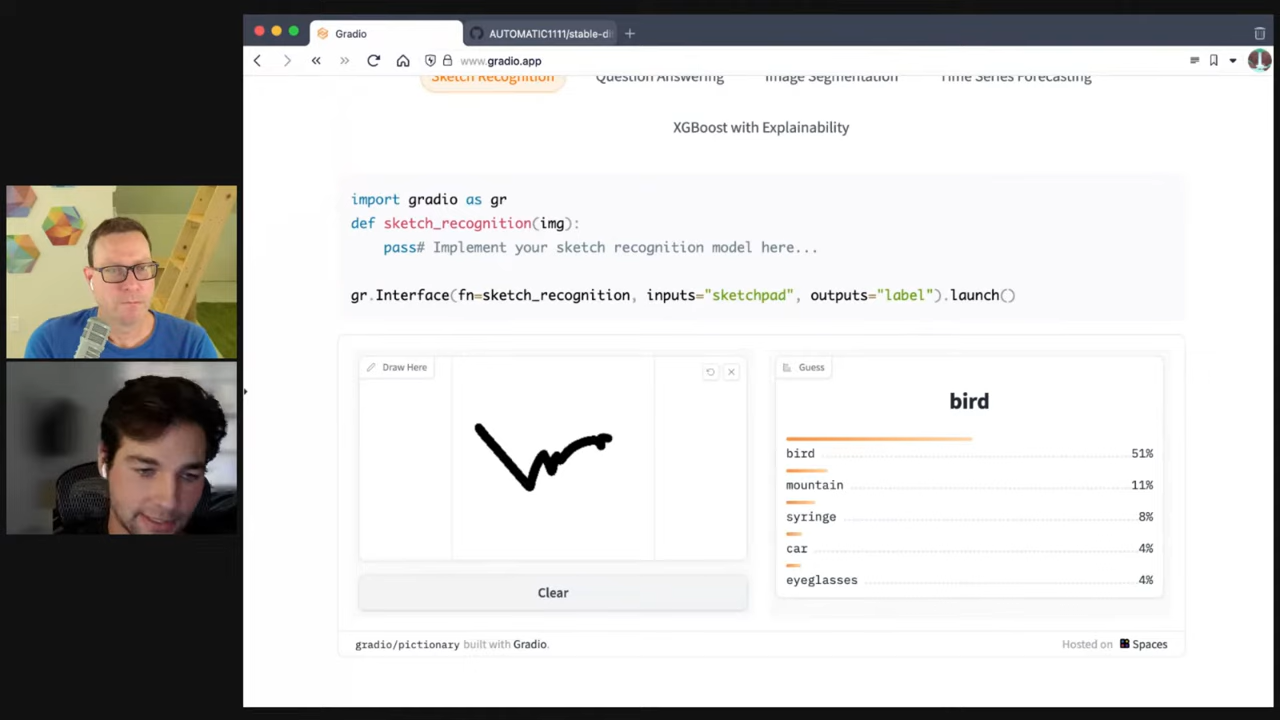 Gradio
AUTOMATIC1111/stable-di
www.gradio.app
Sketch Recognition
Question Answering
Image Segmentation
Time Series Forecasting
XGBoost with Explainability
import gradio as gr
def sketch_recognition(img):
pass# Implement your sketch recognition model here...
gr.Interface(fn=sketch_recognition, inputs="sketchpad", outputs="label").launch()
Draw Here
Clear
Guess
bird
bird 51%
mountain 11%
syringe 8%
car 4%
eyeglasses 4%
gradio/pictionary built with Gradio.
Hosted on Spaces